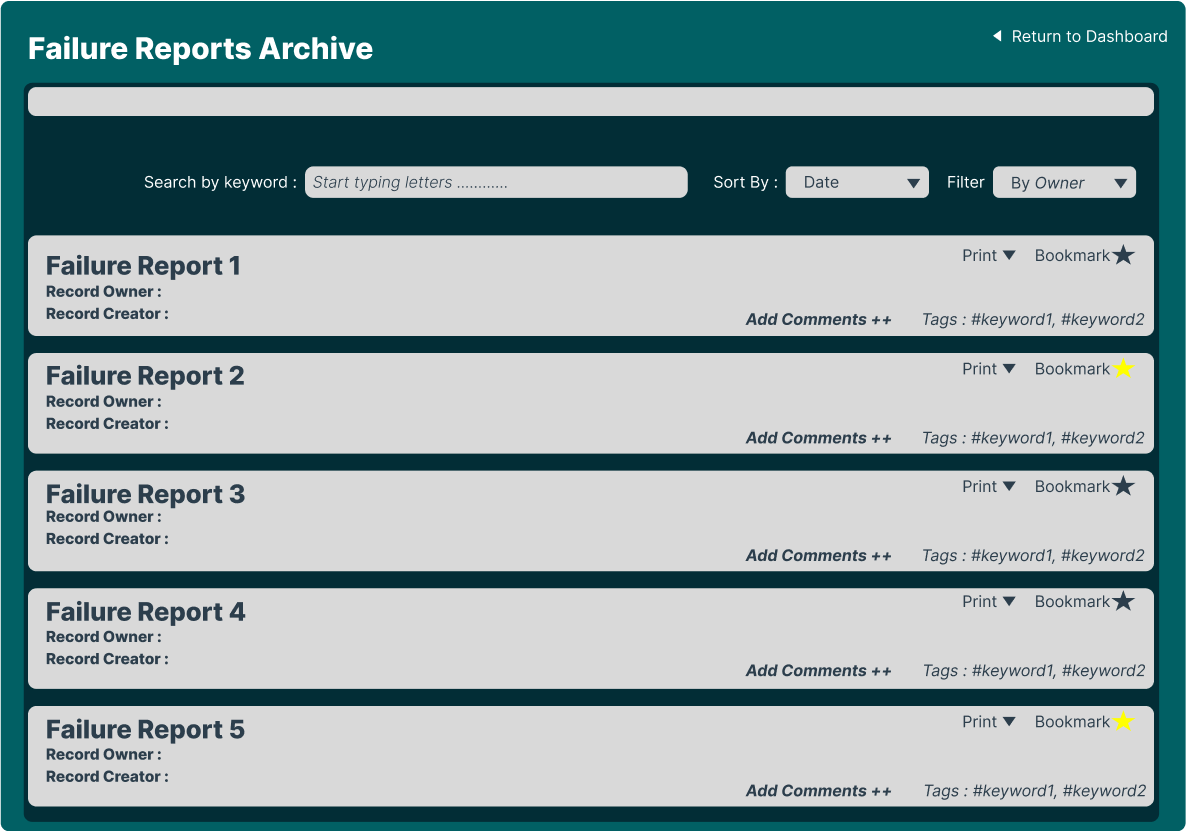 Failure Reports Archive
Return to Dashboard
Search by keyword : Start typing letters ............ Sort By : Date Filter By Owner
Failure Report 1
Print Bookmark
Record Owner :
Record Creator :
Add Comments ++ Tags : #keyword1, #keyword2
Failure Report 2
Print Bookmark
Record Owner :
Record Creator :
Add Comments ++ Tags : #keyword1, #keyword2
Failure Report 3
Print Bookmark
Record Owner :
Record Creator :
Add Comments ++ Tags : #keyword1, #keyword2
Failure Report 4
Print Bookmark
Record Owner :
Record Creator :
Add Comments ++ Tags : #keyword1, #keyword2
Failure Report 5
Print Bookmark
Record Owner :
Record Creator :
Add Comments ++ Tags : #keyword1, #keyword2